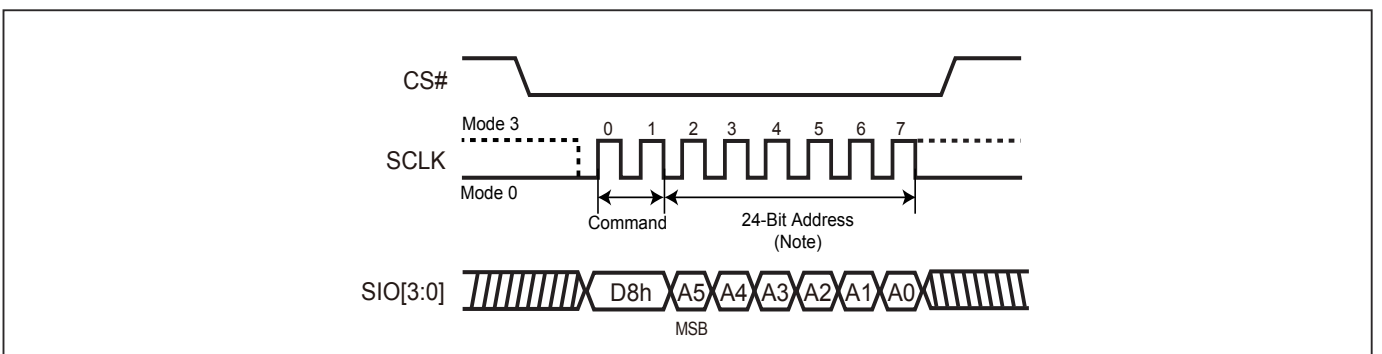 CS#
Mode 3
0 1 2 3 4 5 6 7
SCLK
Mode 0
Command
24-Bit Address
(Note)
SIO[3:0]
D8h A5 A4 A3 A2 A1 A0
MSB